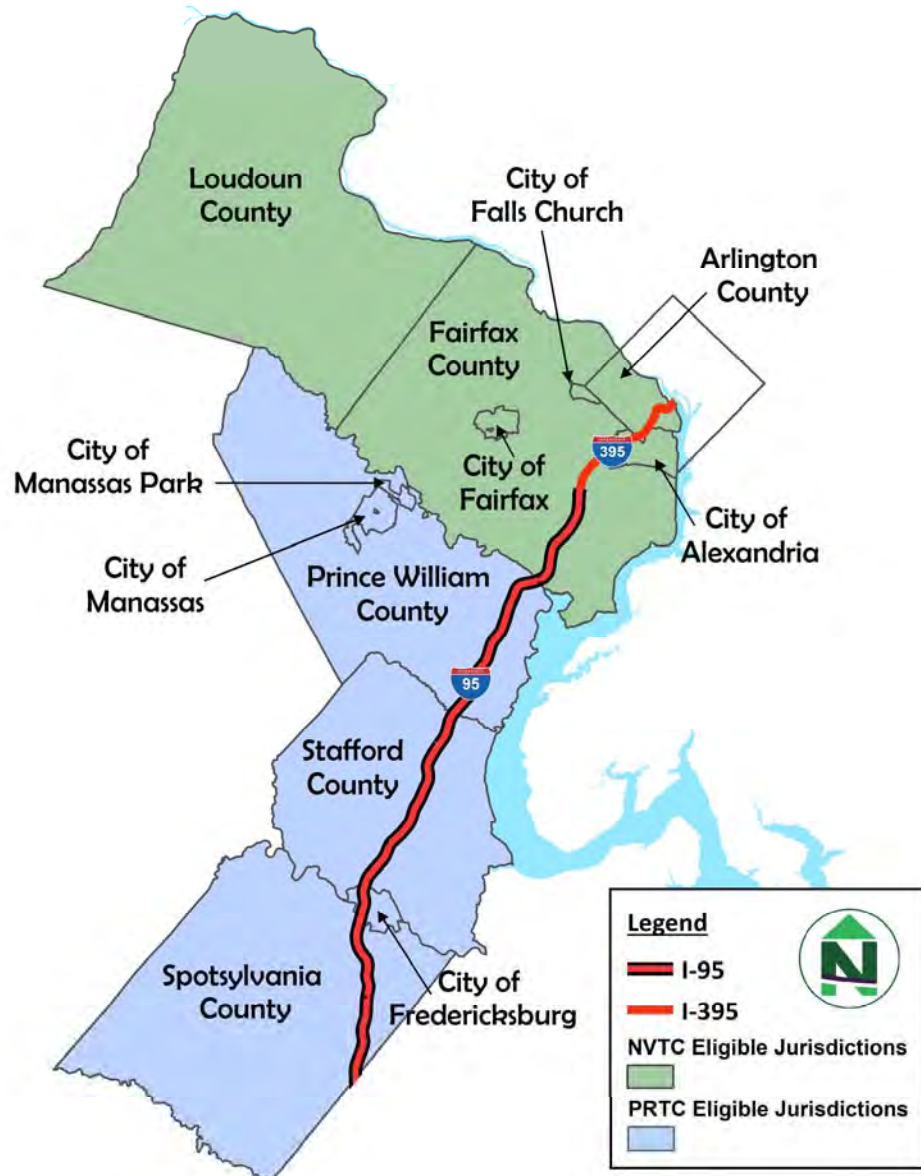 Loudoun
County
City of
Falls Church
Arlington
County
Fairfax
County
395
City of
Manassas Park
City of
Fairfax
City of
Alexandria
City of
Manassas
Prince William
County
95
Stafford
County
Spotsylvania
County
City of
Fredericksburg
Legend
I-95
I-395
NVTC Eligible Jurisdictions
PRTC Eligible Jurisdictions
N